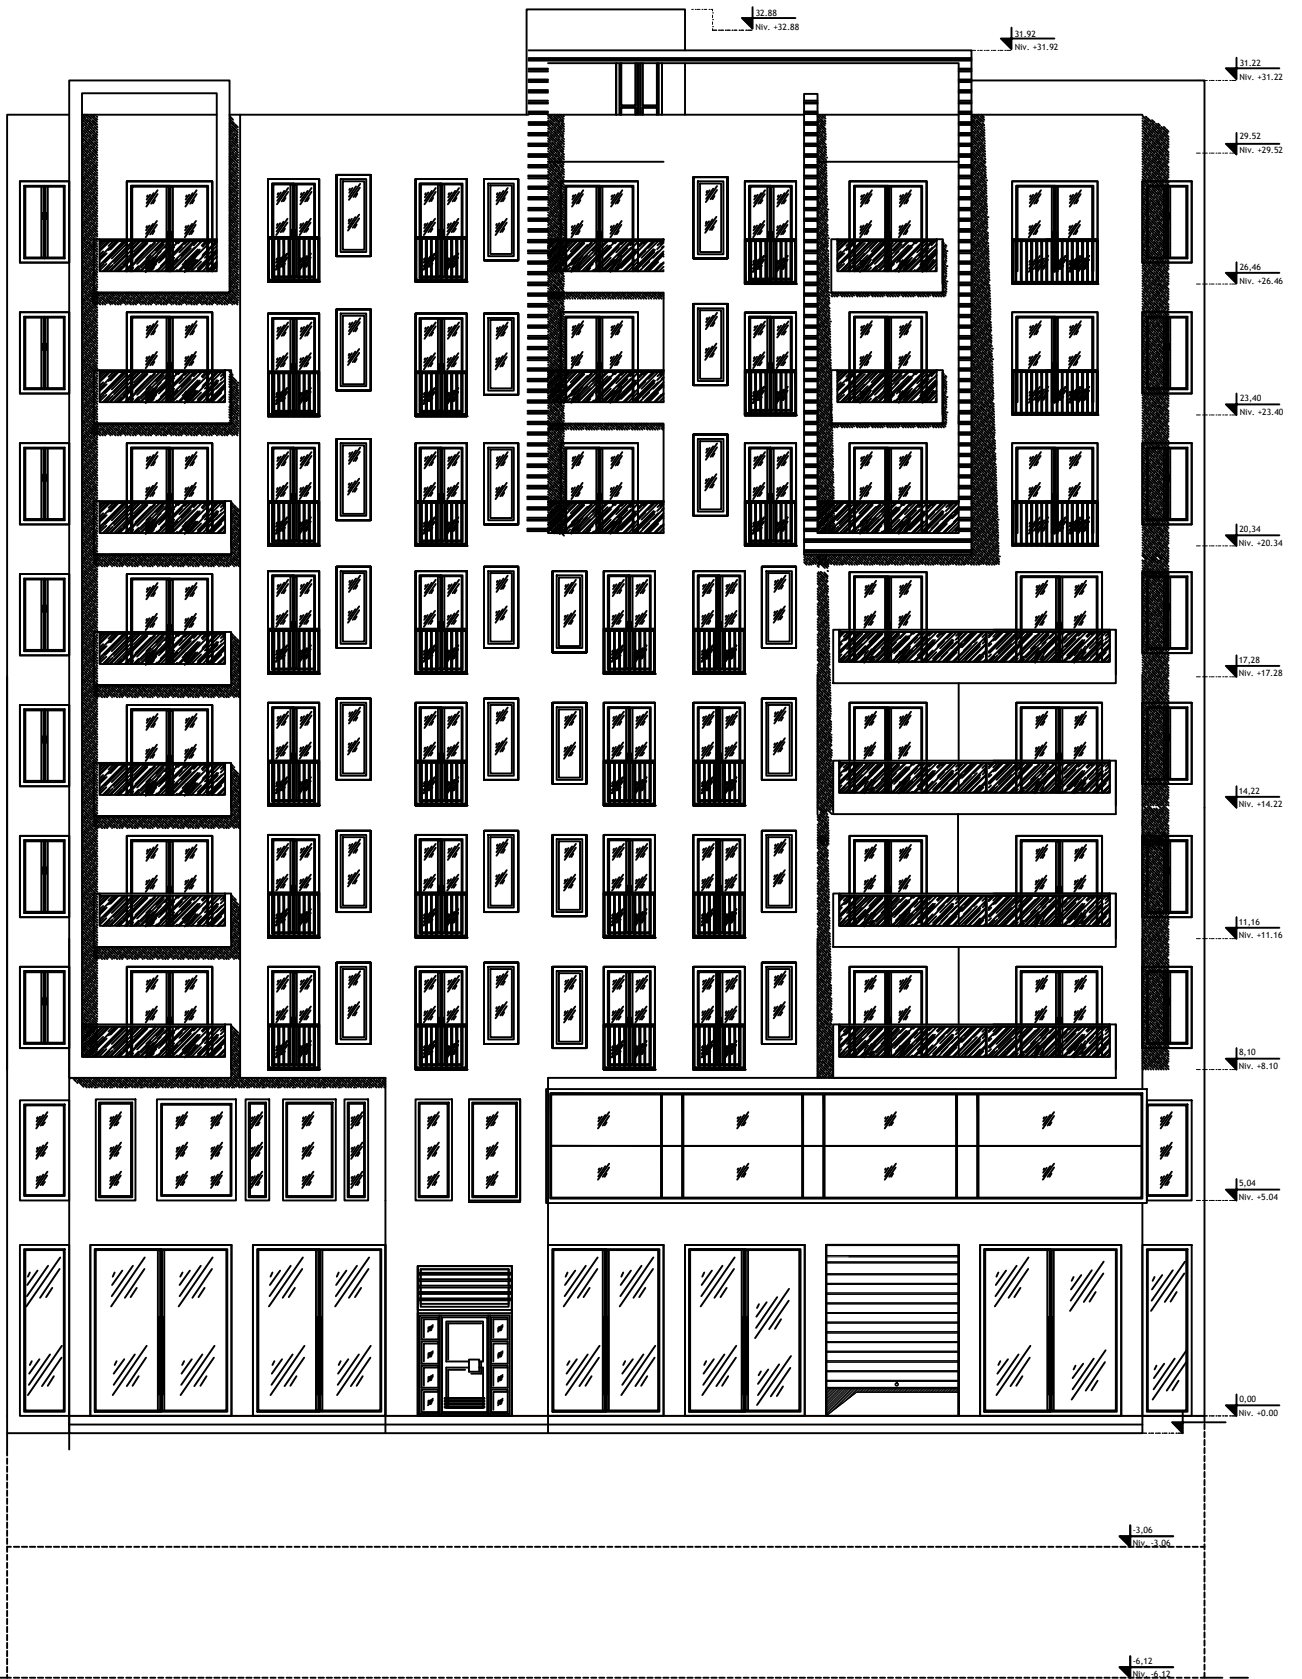 32.88
Niv. +32.88
31.92
Niv. +31.92
31.22
Niv. +31.22
29.52
Niv. +29.52
26,46
Niv. +26.46
23,40
Niv. +23.40
20,34
Niv. +20.34
17,28
Niv. +17.28
14,22
Niv. +14.22
11,16
Niv. +11.16
8,10
Niv. +8.10
5,04
Niv. +5.04
0,00
Niv. +0.00
-3,06
Niv. -3.06
-6,12
Niv. -6.12